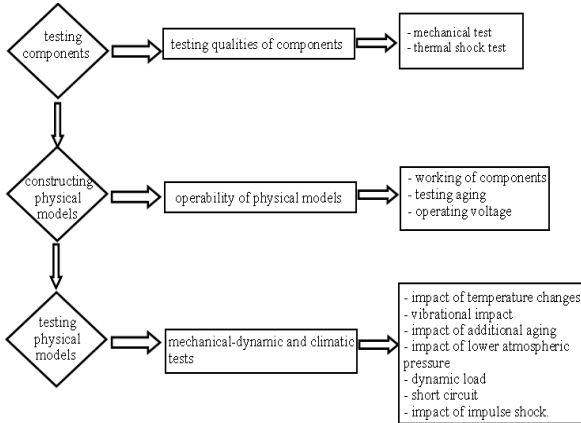 testing
components
testing qualities of components
- mechanical test
- thermal shock test
constructing
physical
models
operability of physical models
- working of components
- testing aging
- operating voltage
testing
physical
models
mechanical-dynamic and climatic
tests
- impact of temperature changes
- vibrational impact
- impact of additional aging
- impact of lower atmospheric
pressure
- dynamic load
- short circuit
- impact of impulse shock.